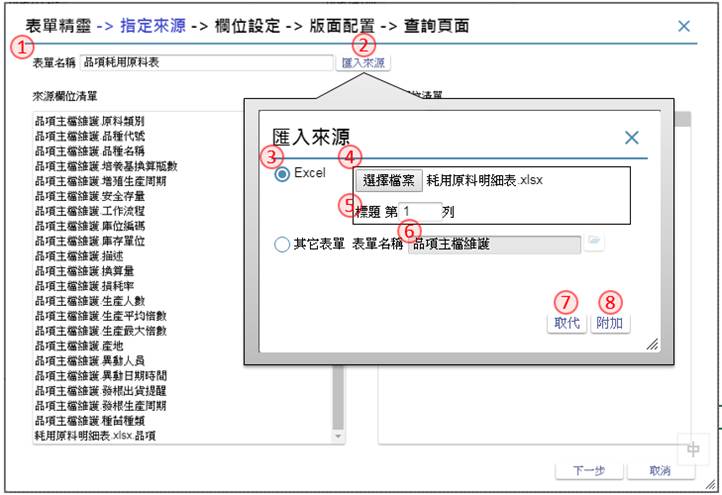 表單精靈 -> 指定來源 -> 欄位設定 -> 版面配置 -> 查詢頁面 ×
1 2
表單名稱 品項耗用原料表 匯入來源
來源欄位清單
品項主檔維護.原料類別
品項主檔維護.品種代號
品項主檔維護.品種名稱
品項主檔維護.培養基換算瓶數
品項主檔維護.增殖生產周期
品項主檔維護.安全存量
品項主檔維護.工作流程
品項主檔維護.庫位編碼
品項主檔維護.庫存單位
品項主檔維護.描述
品項主檔維護.換算量
品項主檔維護.損耗率
品項主檔維護.生產人數
品項主檔維護.生產平均倍數
品項主檔維護.生產最大倍數
品項主檔維護.產地
品項主檔維護.異動人員
品項主檔維護.異動日期時間
品項主檔維護.發根出貨提醒
品項主檔維護.發根生產周期
品項主檔維護.種苗種類
耗用原料明細表.xlsx.品項
匯入來源 ×
3 4
Excel 選擇檔案 耗用原料明細表.xlsx
5
標題 第 1 列
6
其它表單 表單名稱 品項主檔維護
7 8
取代 附加
中
下一步 取消